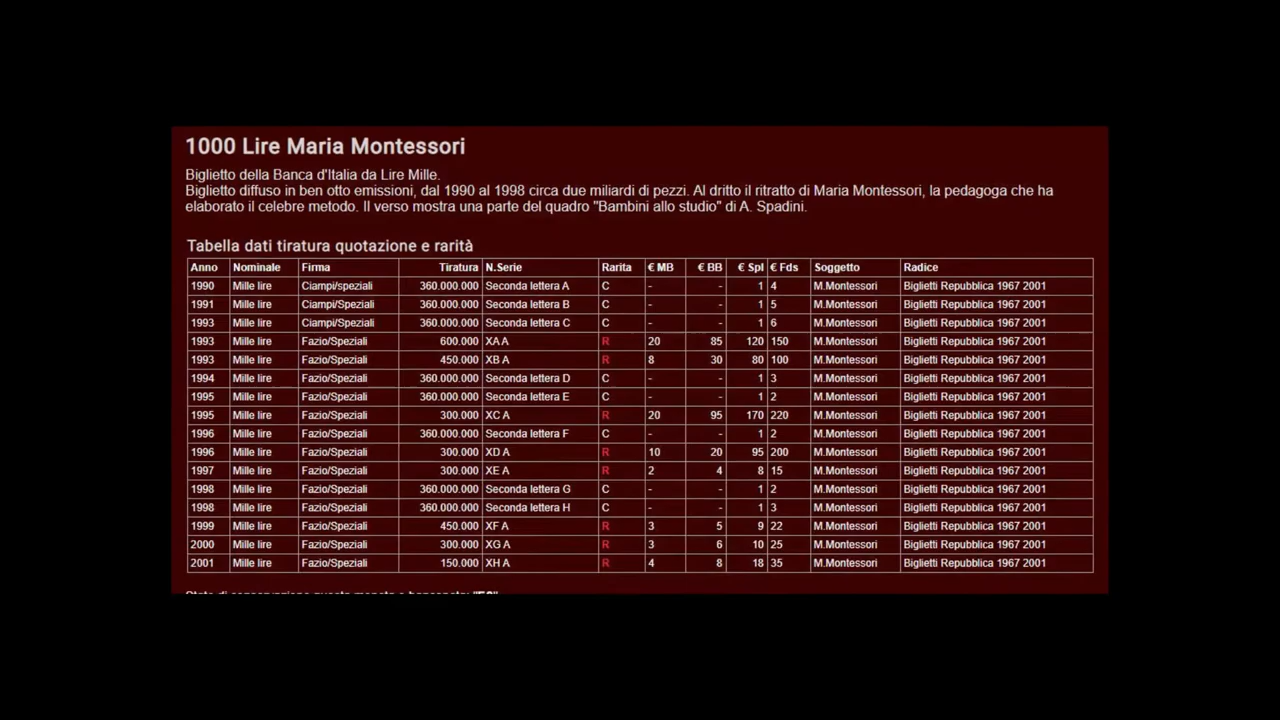 1000 Lire Maria Montessori
Biglietto della Banca d'Italia da Lire Mille.
Biglietto diffuso in ben otto emissioni, dal 1990 al 1998 circa due miliardi di pezzi. Al dritto il ritratto di Maria Montessori, la pedagoga che ha
elaborato il celebre metodo. Il verso mostra una parte del quadro "Bambini allo studio" di A. Spadini.
Tabella dati tiratura quotazione e rarità
Anno Nominale Firma Tiratura N.Serie Rarita € MB € BB € Spl € Fds Soggetto Radice
1990 Mille lire Ciampi/speziali 360.000.000 Seconda lettera A C - - 1 4 M.Montessori Biglietti Repubblica 1967 2001
1991 Mille lire Ciampi/Speziali 360.000.000 Seconda lettera B C - - 1 5 M.Montessori Biglietti Repubblica 1967 2001
1993 Mille lire Ciampi/Speziali 360.000.000 Seconda lettera C C - - 1 6 M.Montessori Biglietti Repubblica 1967 2001
1993 Mille lire Fazio/Speziali 600.000 XA A R 20 85 120 150 M.Montessori Biglietti Repubblica 1967 2001
1993 Mille lire Fazio/Speziali 450.000 XB A R 8 30 80 100 M.Montessori Biglietti Repubblica 1967 2001
1994 Mille lire Fazio/Speziali 360.000.000 Seconda lettera D C - - 1 3 M.Montessori Biglietti Repubblica 1967 2001
1995 Mille lire Fazio/Speziali 360.000.000 Seconda lettera E C - - 1 2 M.Montessori Biglietti Repubblica 1967 2001
1995 Mille lire Fazio/Speziali 300.000 XC A R 20 95 170 220 M.Montessori Biglietti Repubblica 1967 2001
1996 Mille lire Fazio/Speziali 360.000.000 Seconda lettera F C - - 1 2 M.Montessori Biglietti Repubblica 1967 2001
1996 Mille lire Fazio/Speziali 300.000 XD A R 10 20 95 200 M.Montessori Biglietti Repubblica 1967 2001
1997 Mille lire Fazio/Speziali 300.000 XE A R 2 4 8 15 M.Montessori Biglietti Repubblica 1967 2001
1998 Mille lire Fazio/Speziali 360.000.000 Seconda lettera G C - - 1 2 M.Montessori Biglietti Repubblica 1967 2001
1998 Mille lire Fazio/Speziali 360.000.000 Seconda lettera H C - - 1 3 M.Montessori Biglietti Repubblica 1967 2001
1999 Mille lire Fazio/Speziali 450.000 XF A R 3 5 9 22 M.Montessori Biglietti Repubblica 1967 2001
2000 Mille lire Fazio/Speziali 300.000 XG A R 3 6 10 25 M.Montessori Biglietti Repubblica 1967 2001
2001 Mille lire Fazio/Speziali 150.000 XH A R 4 8 18 35 M.Montessori Biglietti Repubblica 1967 2001